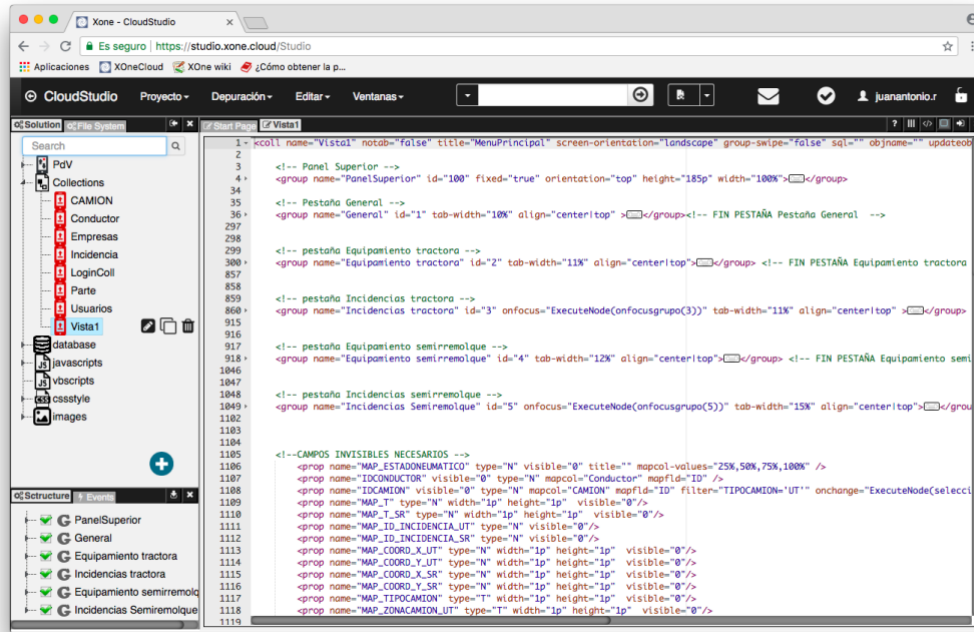 Xone - CloudStudio
Es seguro | https://studio.xone.cloud/Studio
Aplicaciones XOneCloud XOne wiki ¿Cómo obtener la p...
CloudStudio Proyecto Depuración Editar Ventanas juanantonio.r
Solution File System Start Page Vista1
Search
PdV
Collections
CAMION
Conductor
Empresas
Incidencia
LoginColl
Parte
Usuarios
Vista1
database
javascripts
vbscripts
cssstyle
images
Sctructure Events
PanelSuperior
General
Equipamiento tractora
Incidencias tractora
Equipamiento semirremolq
Incidencias Semirremolque
1 <coll name="Vista1" notab="false" title="MenuPrincipal" screen-orientation="landscape" group-swipe="false" sql="" objname="" updateob
2
3 <!-- Panel Superior -->
4 <group name="PanelSuperior" id="100" fixed="true" orientation="top" height="185p" width="100%"></group>
34
35 <!-- Pestaña General -->
36 <group name="General" id="1" tab-width="10%" align="center|top" ></group><!-- FIN PESTAÑA Pestaña General -->
297
298
299 <!-- pestaña Equipamiento tractora -->
300 <group name="Equipamiento tractora" id="2" tab-width="11%" align="center|top"></group> <!-- FIN PESTAÑA Equipamiento tractora
857
858
859 <!-- pestaña Incidencias tractora -->
860 <group name="Incidencias tractora" id="3" onfocus="ExecuteNode(onfocusgrupo(3))" tab-width="11%" align="center|top" ></group>
915
916
917 <!-- pestaña Equipamiento semirremolque -->
918 <group name="Equipamiento semirremolque" id="4" tab-width="12%" align="center|top"></group> <!-- FIN PESTAÑA Equipamiento semi
1046
1047
1048 <!-- pestaña Incidencias semirremolque -->
1049 <group name="Incidencias Semirremolque" id="5" onfocus="ExecuteNode(onfocusgrupo(5))" tab-width="15%" align="center|top"></grou
1102
1103
1104
1105 <!--CAMPOS INVISIBLES NECESARIOS -->
1106 <prop name="MAP_ESTADONEUMATICO" type="N" visible="0" title="" mapcol-values="25%,50%,75%,100%" />
1107 <prop name="IDCONDUCTOR" visible="0" type="N" mapcol="Conductor" mapfld="ID" />
1108 <prop name="IDCAMION" visible="0" type="N" mapcol="CAMION" mapfld="ID" filter="TIPOCAMION='UT'" onchange="ExecuteNode(selecci
1109 <prop name="MAP_T" type="N" width="1p" height="1p" visible="0"/>
1110 <prop name="MAP_T_SR" type="N" width="1p" height="1p" visible="0"/>
1111 <prop name="MAP_ID_INCIDENCIA_UT" type="N" visible="0"/>
1112 <prop name="MAP_ID_INCIDENCIA_SR" type="N" visible="0"/>
1113 <prop name="MAP_COORD_X_UT" type="N" width="1p" height="1p" visible="0"/>
1114 <prop name="MAP_COORD_Y_UT" type="N" width="1p" height="1p" visible="0"/>
1115 <prop name="MAP_COORD_X_SR" type="N" width="1p" height="1p" visible="0"/>
1116 <prop name="MAP_COORD_Y_SR" type="N" width="1p" height="1p" visible="0"/>
1117 <prop name="MAP_TIPOCAMION" type="T" width="1p" height="1p" visible="0"/>
1118 <prop name="MAP_ZONACAMION_UT" type="T" width="1p" height="1p" visible="0"/>
1119